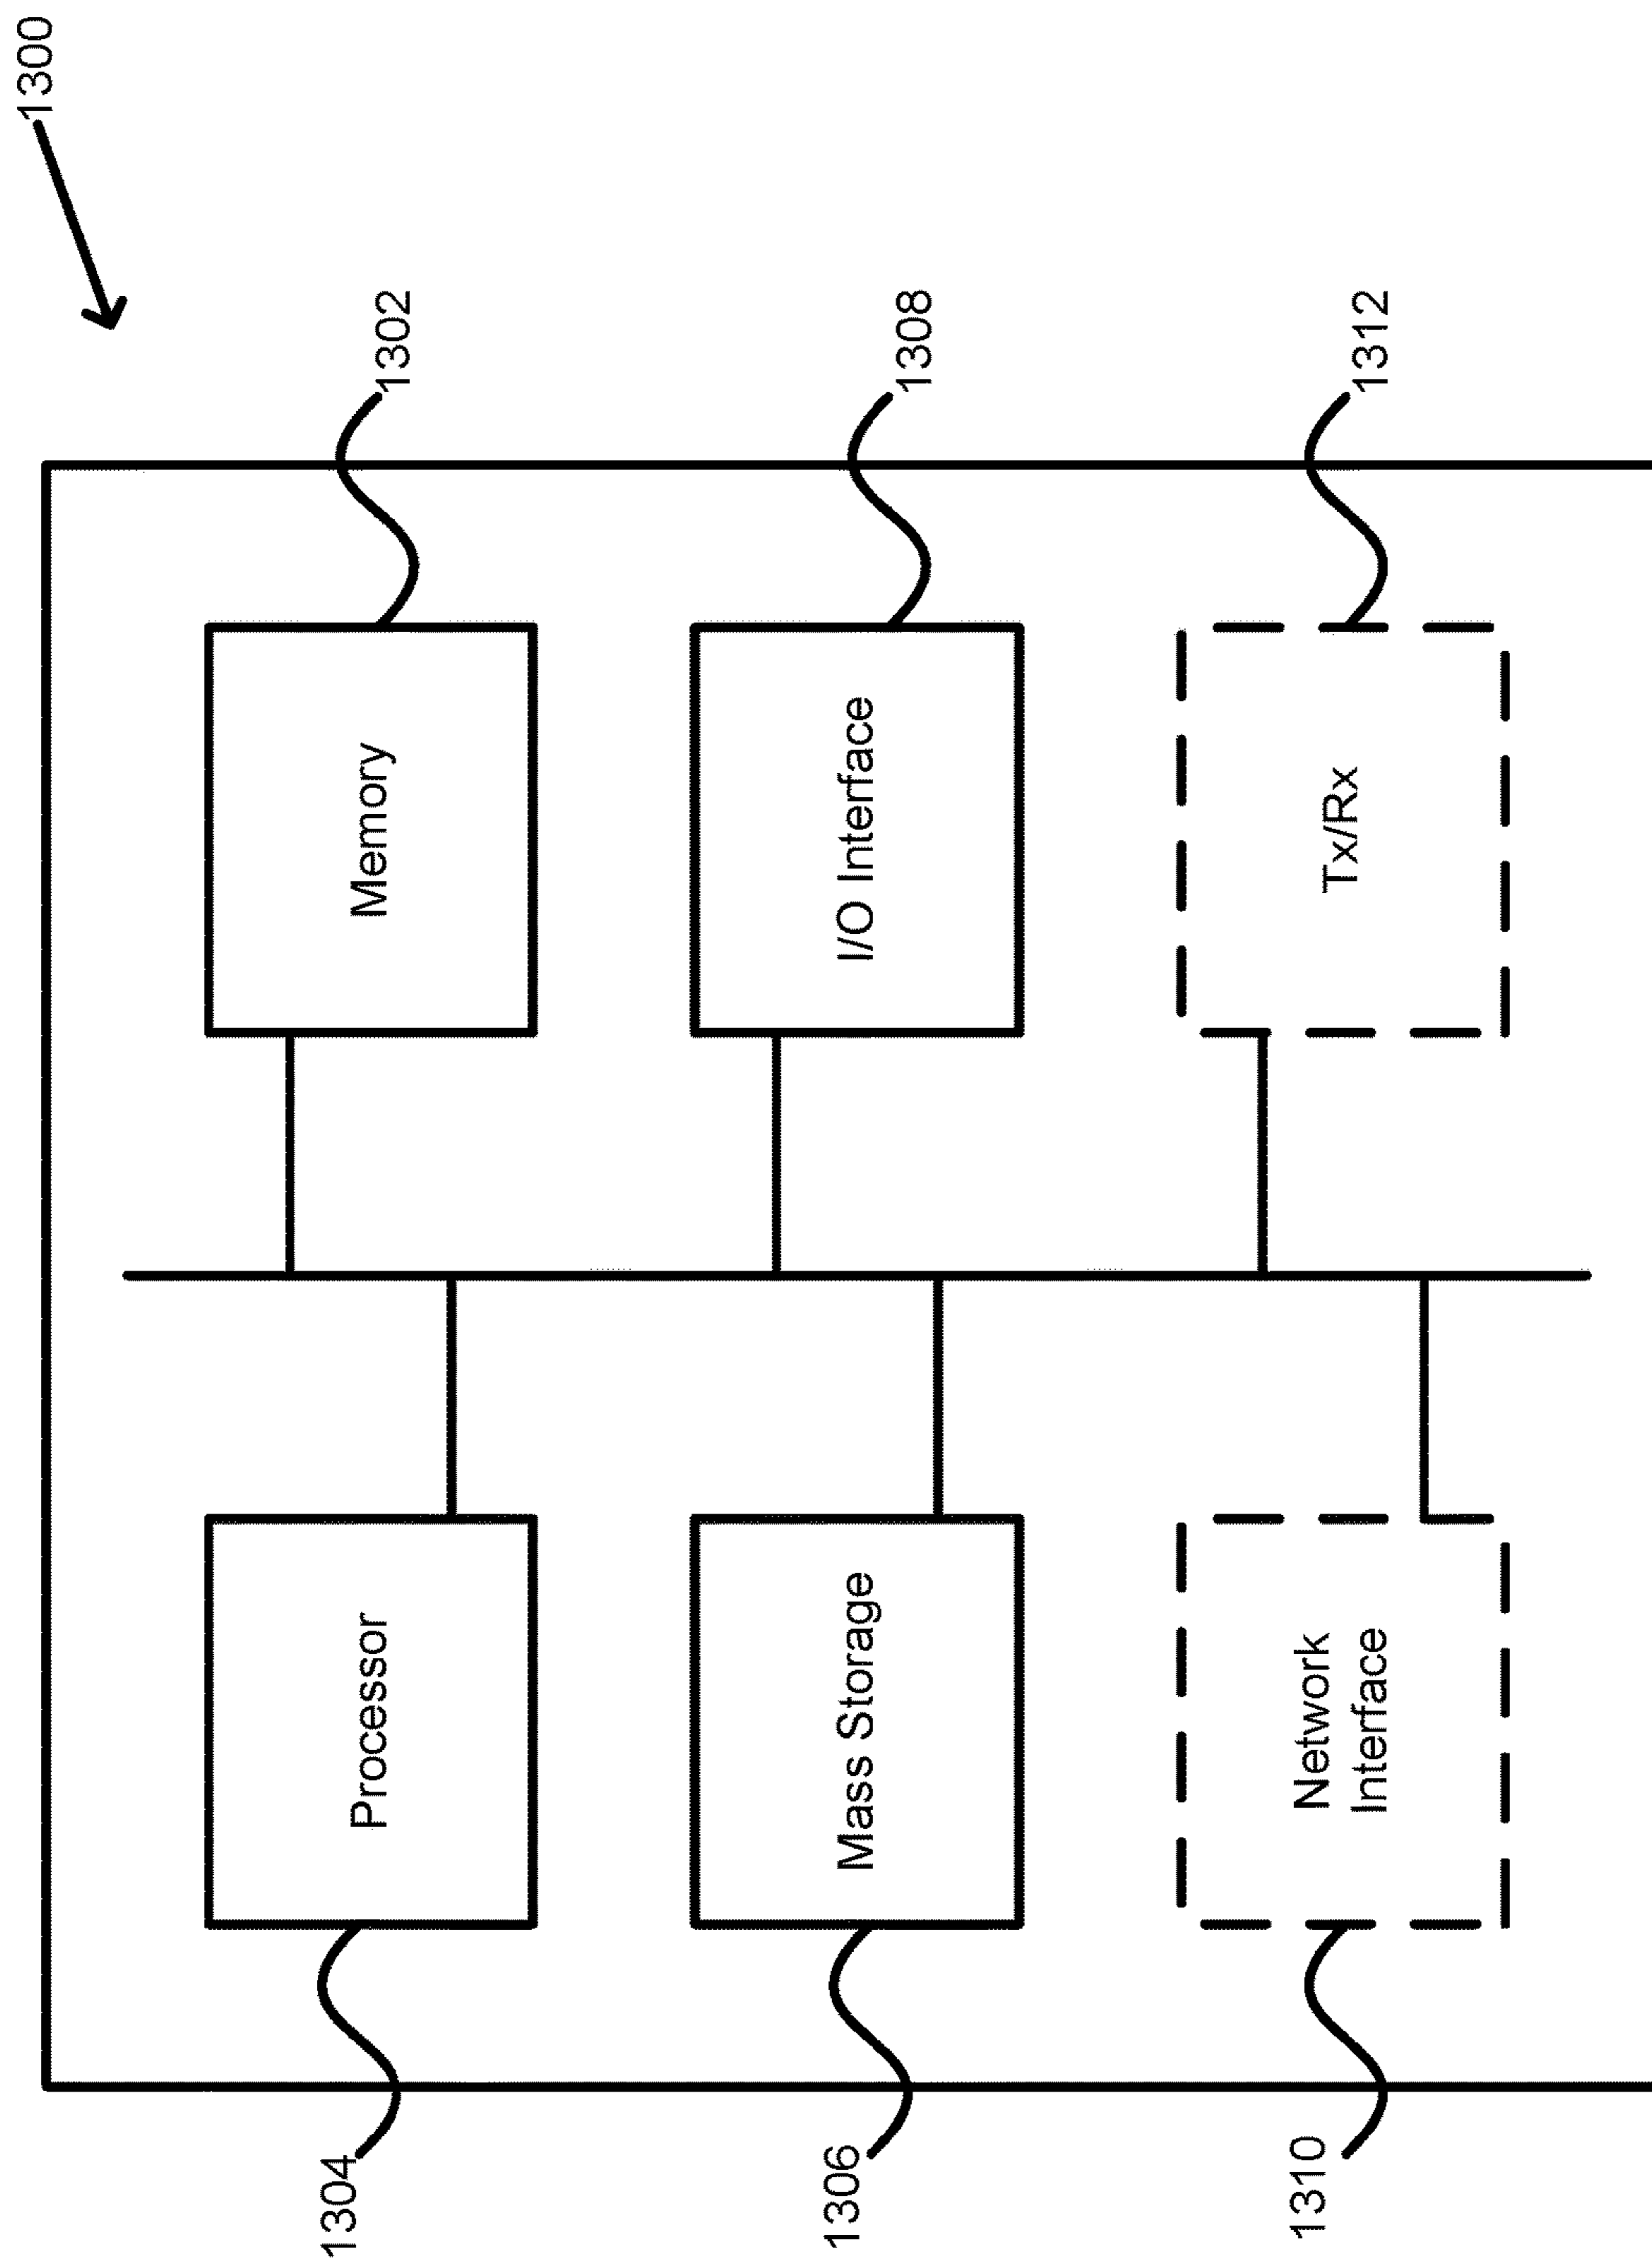 1300
1304
Processor
Memory
1302
1306
Mass Storage
I/O Interface
1308
1310
Network
Interface
Tx/Rx
1312